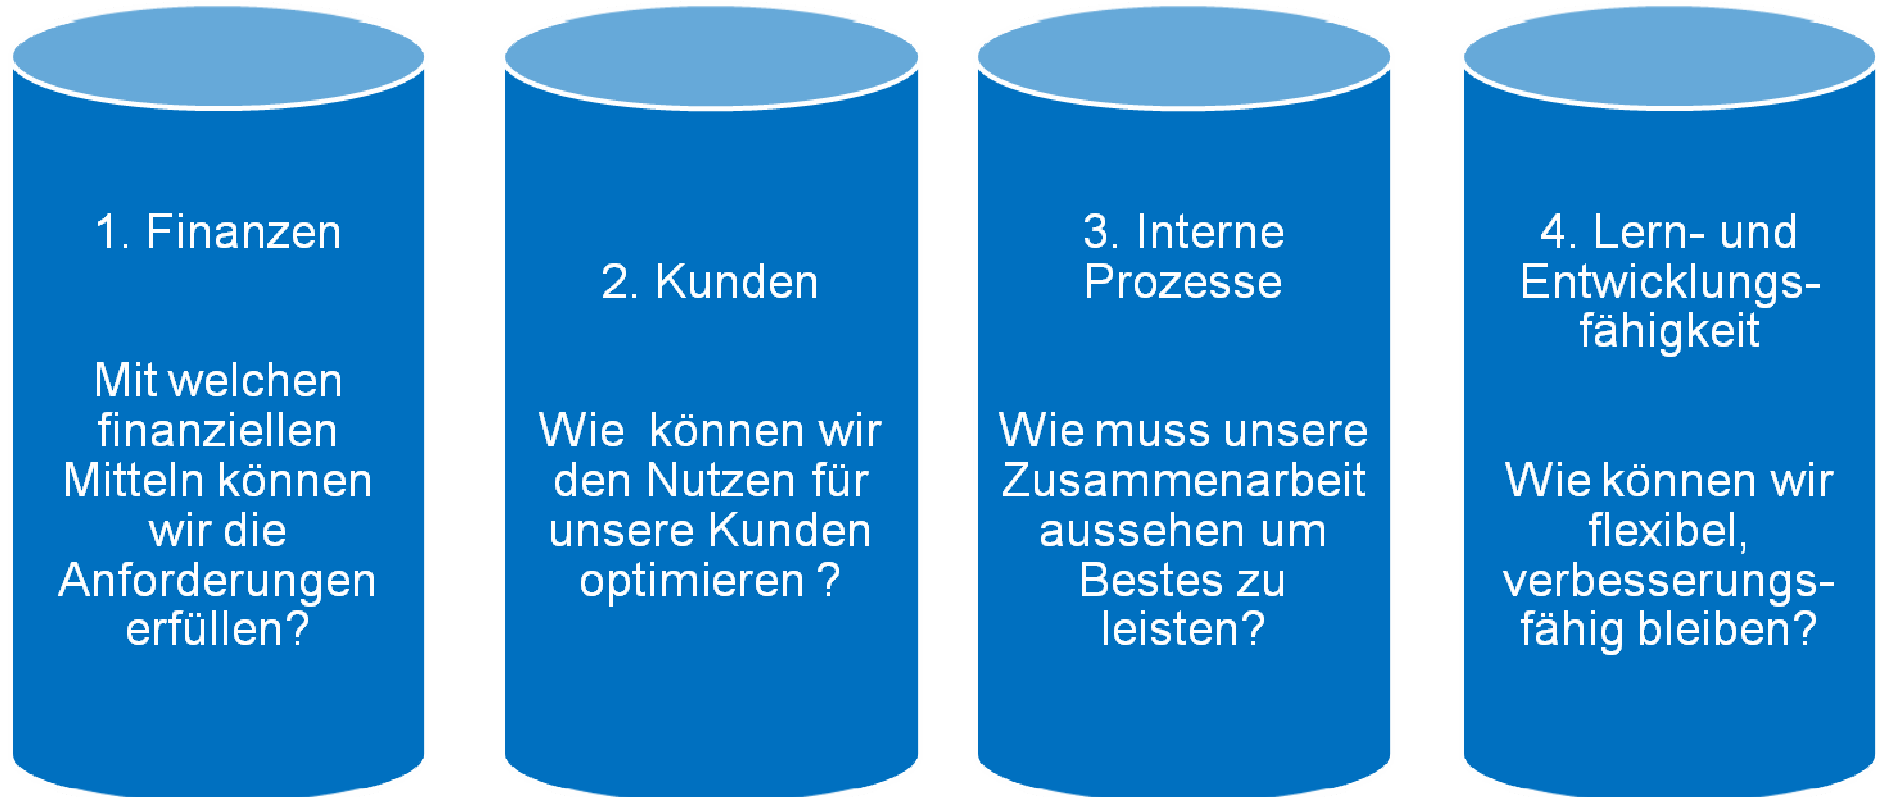 1. Finanzen
Mit welchen
finanziellen
Mitteln können
wir die
Anforderungen
erfüllen?
2. Kunden
Wie können wir
den Nutzen für
unsere Kunden
optimieren ?
3. Interne
Prozesse
Wie muss unsere
Zusammenarbeit
aussehen um
Bestes zu
leisten?
4. Lern- und
Entwicklungs-
fähigkeit
Wie können wir
flexibel,
verbesserungs-
fähig bleiben?